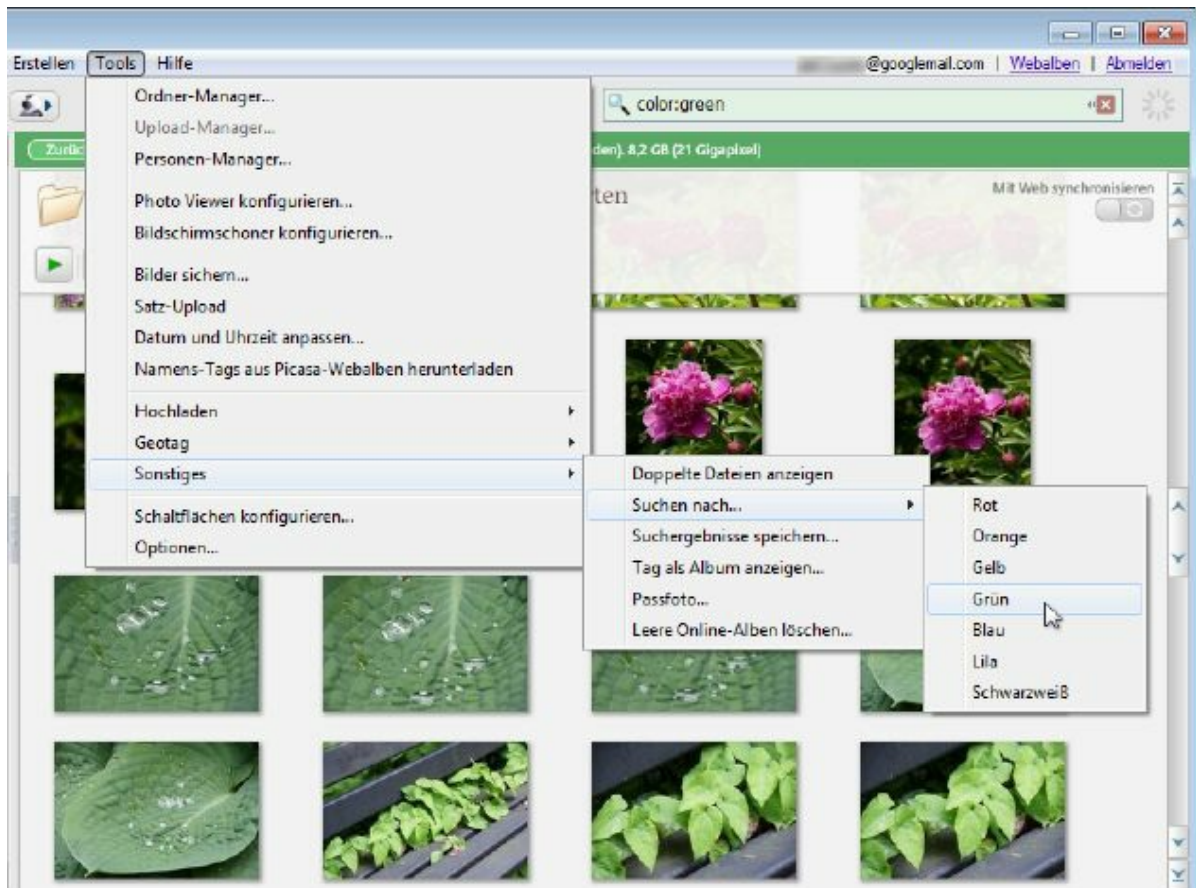 Erstellen Tools Hilfe
@googlemail.com | Webalben | Abmelden
color:green
Zurüc
den). 8,2 GB (21 Gigapixel)
ten
Mit Web synchronisieren
Ordner-Manager...
Upload-Manager...
Personen-Manager...
Photo Viewer konfigurieren...
Bildschirmschoner konfigurieren...
Bilder sichern...
Satz-Upload
Datum und Uhrzeit anpassen...
Namens-Tags aus Picasa-Webalben herunterladen
Hochladen
Geotag
Sonstiges
Schaltflächen konfigurieren...
Optionen...
Doppelte Dateien anzeigen
Suchen nach...
Suchergebnisse speichern...
Tag als Album anzeigen...
Passfoto...
Leere Online-Alben löschen...
Rot
Orange
Gelb
Grün
Blau
Lila
Schwarzweiß